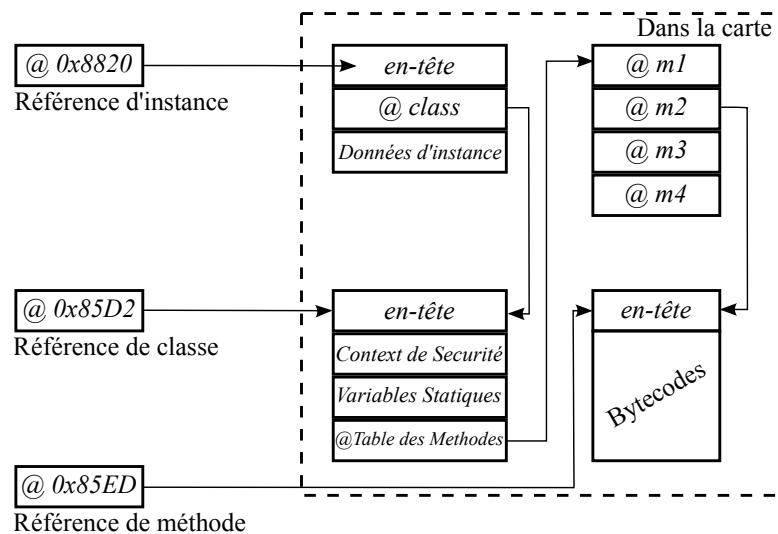 Dans la carte
@ 0x8820
Référence d'instance
en-tête
@ class
Données d'instance
@ m1
@ m2
@ m3
@ m4
@ 0x85D2
Référence de classe
en-tête
Context de Securité
Variables Statiques
@Table des Methodes
en-tête
Bytecodes
@ 0x85ED
Référence de méthode